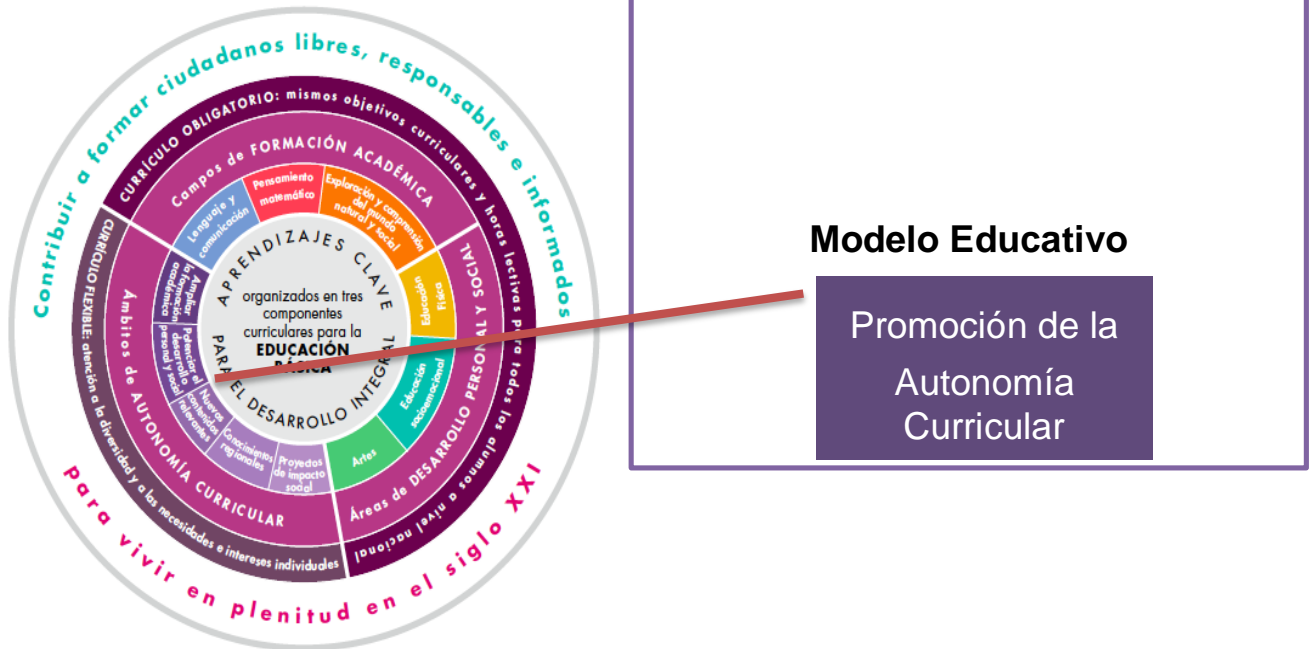 Contribuir a formar ciudadanos libres, responsables e informados
para vivir en plenitud en el siglo XXI
CURRÍCULO OBLIGATORIO: mismos objetivos curriculares y horas lectivas para todos los alumnos a nivel nacional
CURRÍCULO FLEXIBLE: atención a la diversidad y a las necesidades e intereses individuales
Campos de FORMACIÓN ACADÉMICA
Lenguaje y
comunicación
Pensamiento
matemático
Exploración y comprensión
del mundo
natural y social
Áreas de DESARROLLO PERSONAL Y SOCIAL
Educación
Física
Educación
socioemocional
Artes
Ámbitos de AUTONOMÍA CURRICULAR
Ampliar
la formación
académica
Potenciar el
desarrollo
personal y social
Nuevos
contenidos
relevantes
Conocimientos
regionales
Proyectos
de impacto
social
APRENDIZAJES CLAVE
PARA EL DESARROLLO INTEGRAL
organizados en tres
componentes
curriculares para la
EDUCACIÓN
BÁSICA
Modelo Educativo
Promoción de la
Autonomía
Curricular